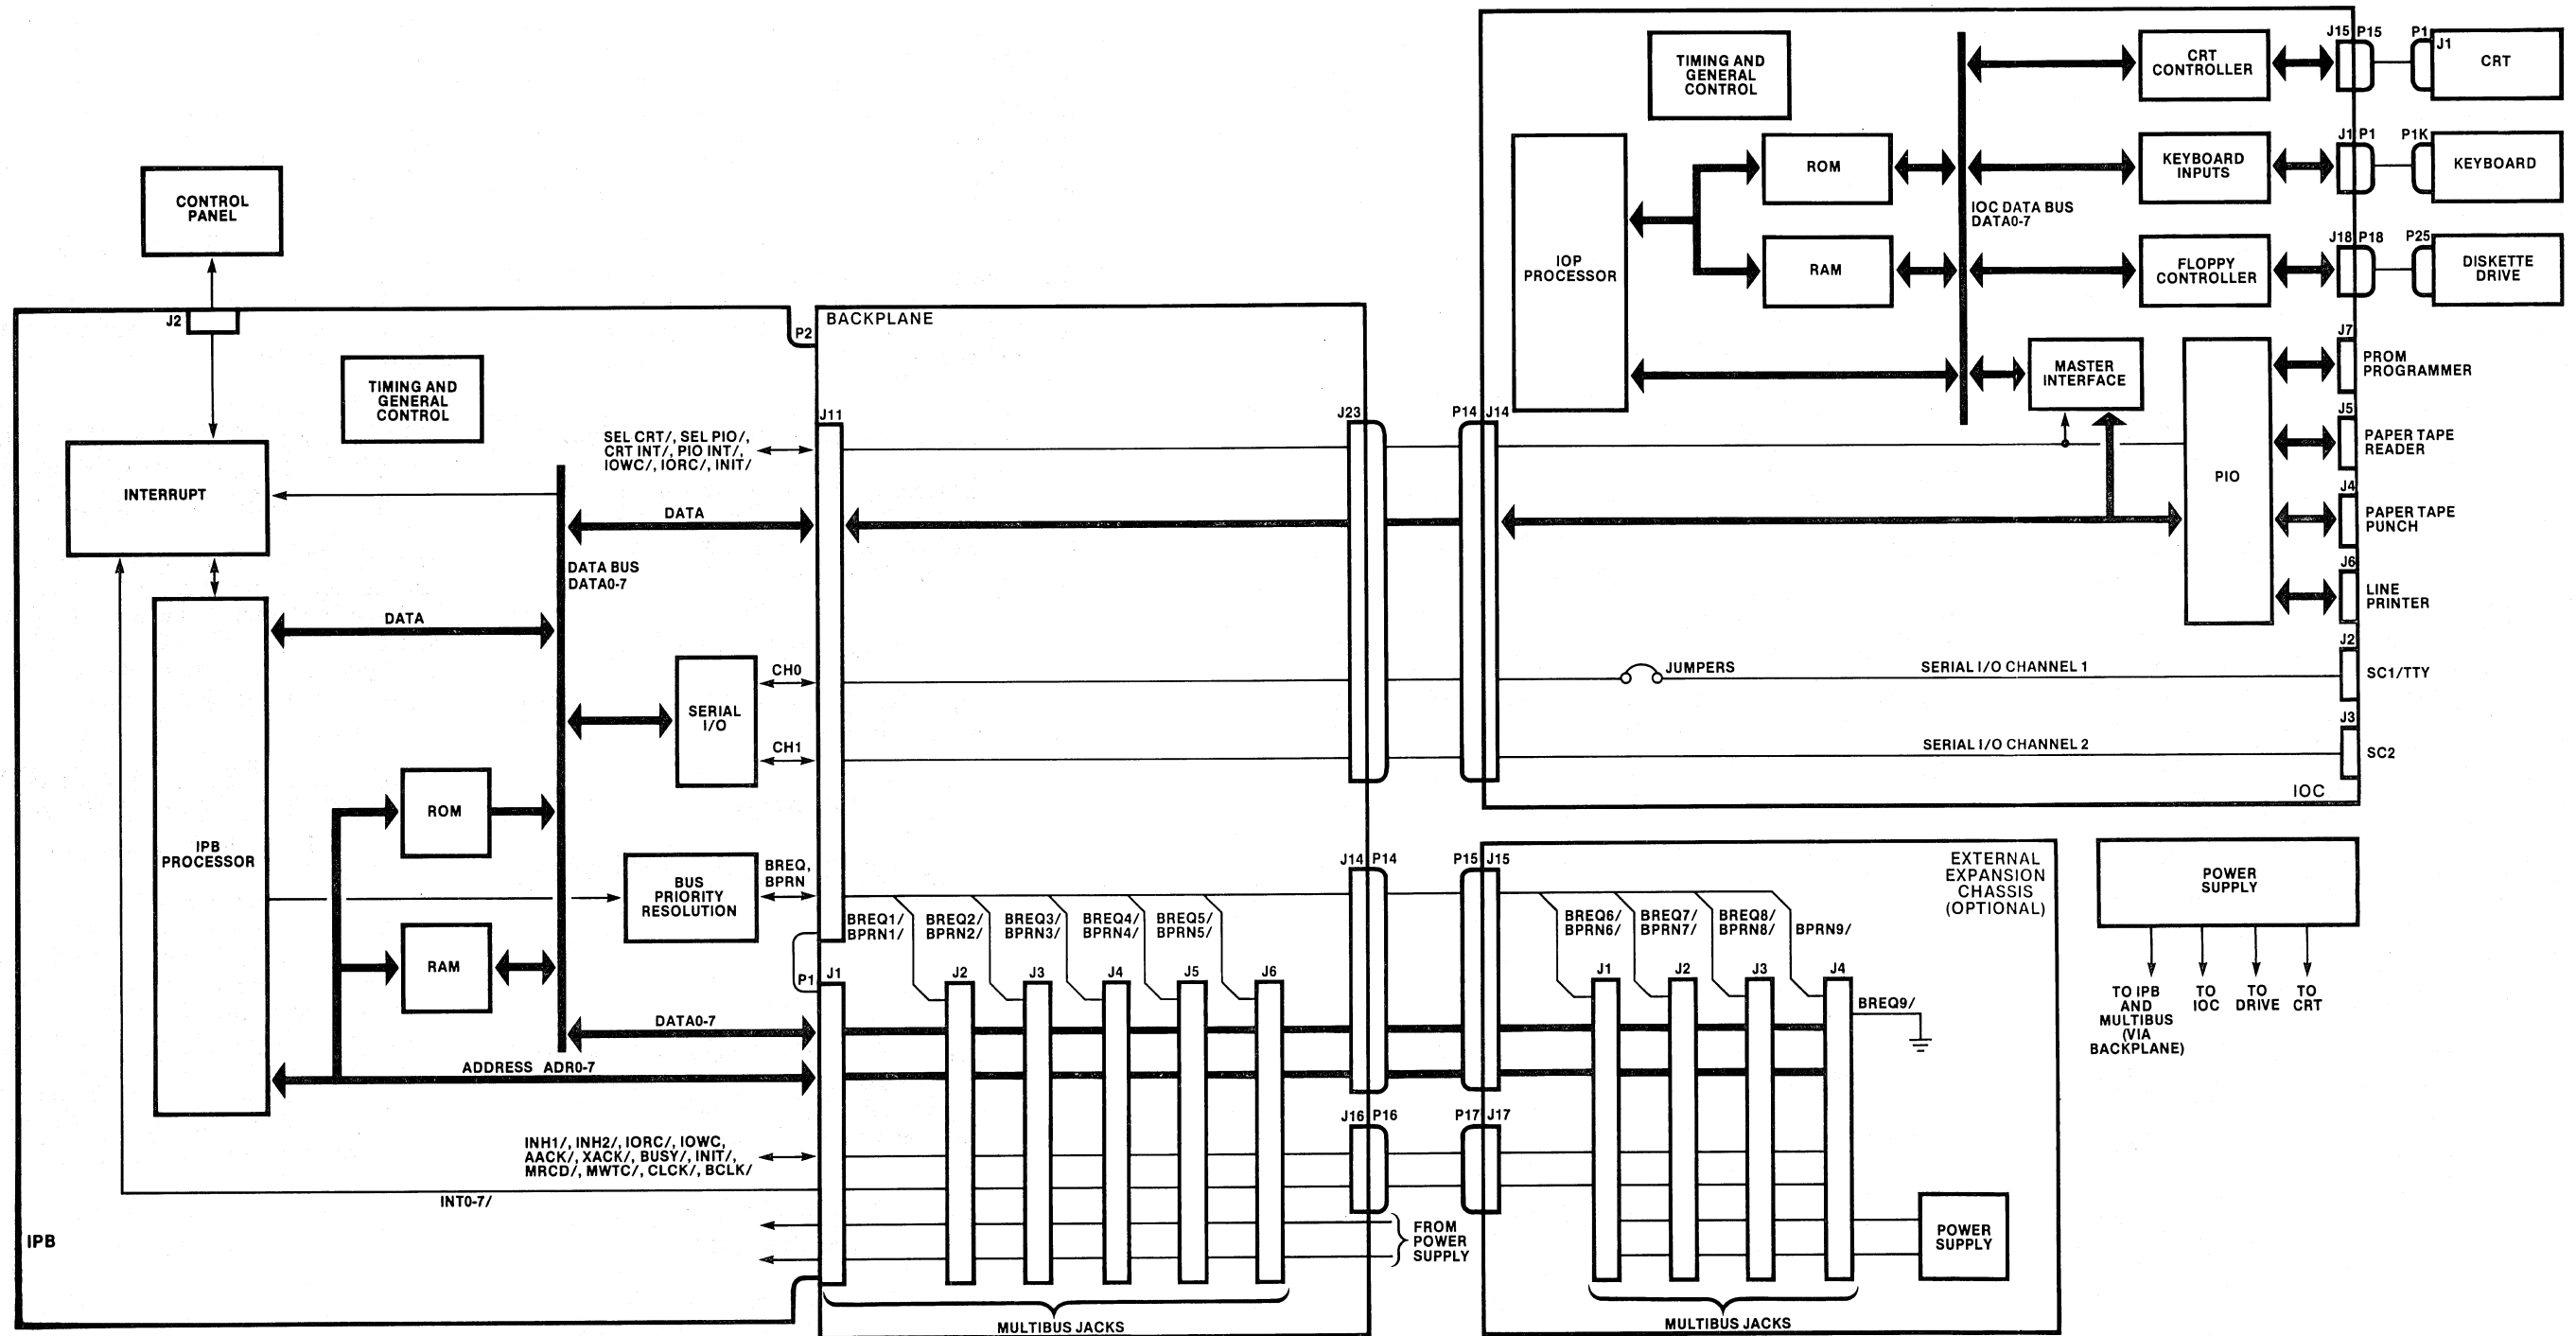 CONTROL
PANEL
J2
P2
TIMING AND
GENERAL
CONTROL
INTERRUPT
SEL CRT/, SEL PIO/,
CRT INT/, PIO INT/,
IOWC/, IORC/, INIT/
DATA
DATA BUS
DATA0-7
DATA
IPB
PROCESSOR
SERIAL
I/O
CH0
CH1
ROM
BUS
PRIORITY
RESOLUTION
BREQ,
BPRN
RAM
P1
DATA0-7
ADDRESS ADR0-7
INH1/, INH2/, IORC/, IOWC,
AACK/, XACK/, BUSY/, INIT/,
MRCD/, MWTC/, CLCK/, BCLK/
INT0-7/
IPB
BACKPLANE
J11
J23
J14 P14
BREQ1/
BPRN1/
BREQ2/
BPRN2/
BREQ3/
BPRN3/
BREQ4/
BPRN4/
BREQ5/
BPRN5/
J1
J2
J3
J4
J5
J6
J16 P16
FROM
POWER
SUPPLY
MULTIBUS JACKS
TIMING AND
GENERAL
CONTROL
IOP
PROCESSOR
ROM
RAM
IOC DATA BUS
DATA0-7
CRT
CONTROLLER
J15 P15
P1
J1
CRT
KEYBOARD
INPUTS
J1 P1
P1K
KEYBOARD
FLOPPY
CONTROLLER
J18 P18
P25
DISKETTE
DRIVE
MASTER
INTERFACE
PIO
J7
PROM
PROGRAMMER
J5
PAPER TAPE
READER
J4
PAPER TAPE
PUNCH
J6
LINE
PRINTER
P14 J14
JUMPERS
SERIAL I/O CHANNEL 1
J2
SC1/TTY
SERIAL I/O CHANNEL 2
J3
SC2
IOC
P15 J15
EXTERNAL
EXPANSION
CHASSIS
(OPTIONAL)
BREQ6/
BPRN6/
BREQ7/
BPRN7/
BREQ8/
BPRN8/
BPRN9/
J1
J2
J3
J4
BREQ9/
P17 J17
POWER
SUPPLY
MULTIBUS JACKS
POWER
SUPPLY
TO IPB
AND
MULTIBUS
(VIA
BACKPLANE)
TO
IOC
TO
DRIVE
TO
CRT